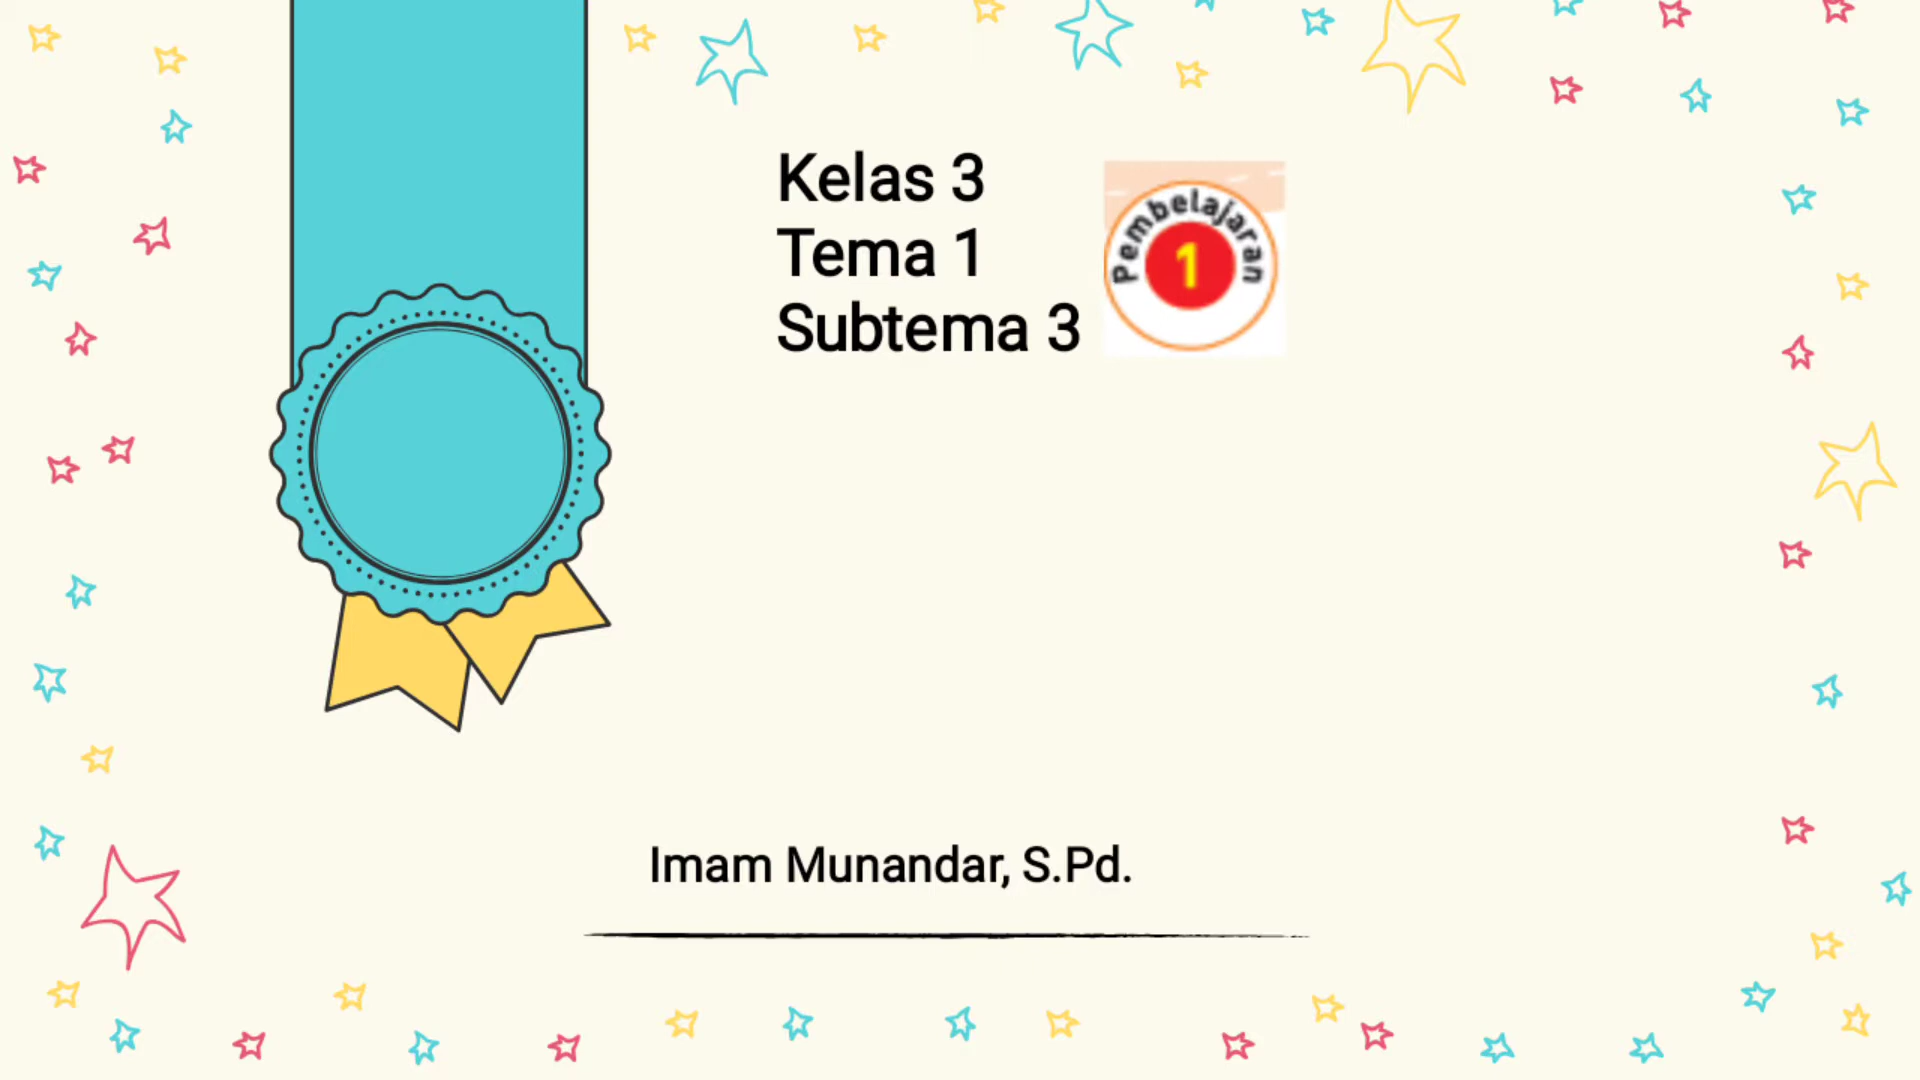 Kelas 3
Tema 1
Subtema 3
Pembelajaran
1
Imam Munandar, S.Pd.